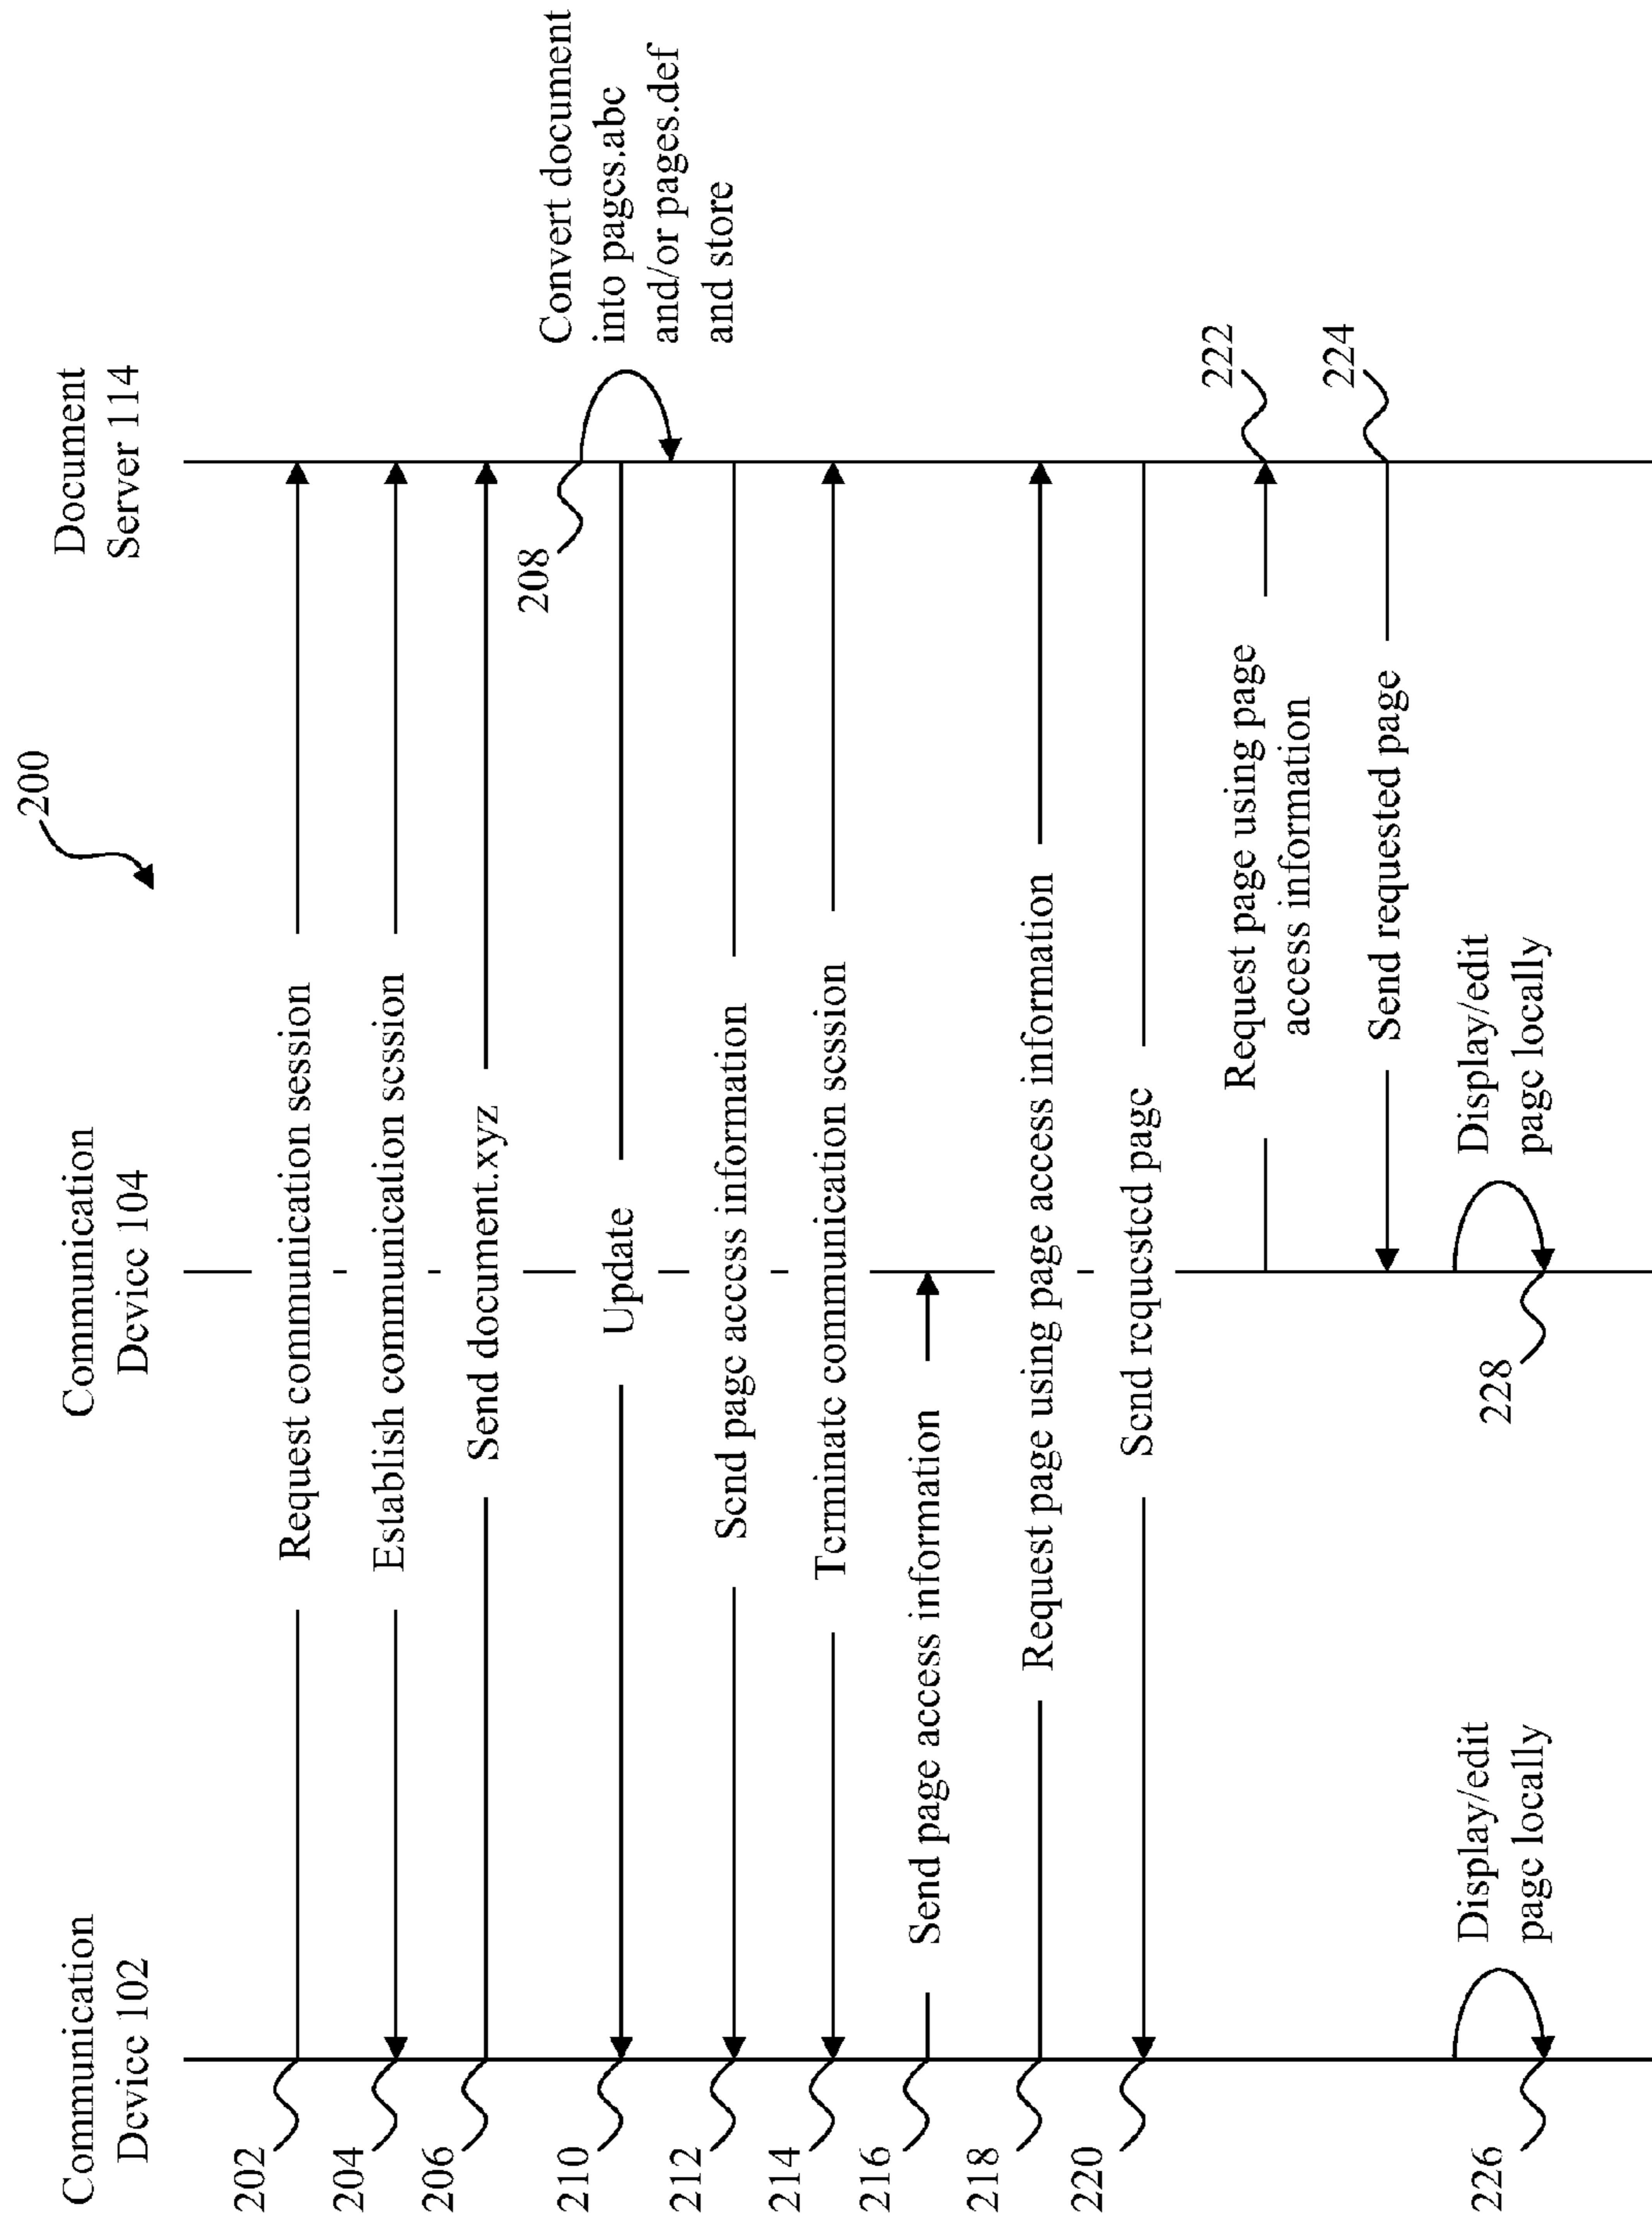 200
Communication
Device 102
Communication
Device 104
Document
Server 114
202
Request communication session
204
Establish communication session
206
Send document.xyz
208
Convert document
into pages.abc
and/or pages.def
and store
210
Update
212
Send page access information
214
Terminate communication session
216
Send page access information
218
Request page using page access information
220
Send requested page
Request page using page
access information
222
Send requested page
224
226
Display/edit
page locally
228
Display/edit
page locally